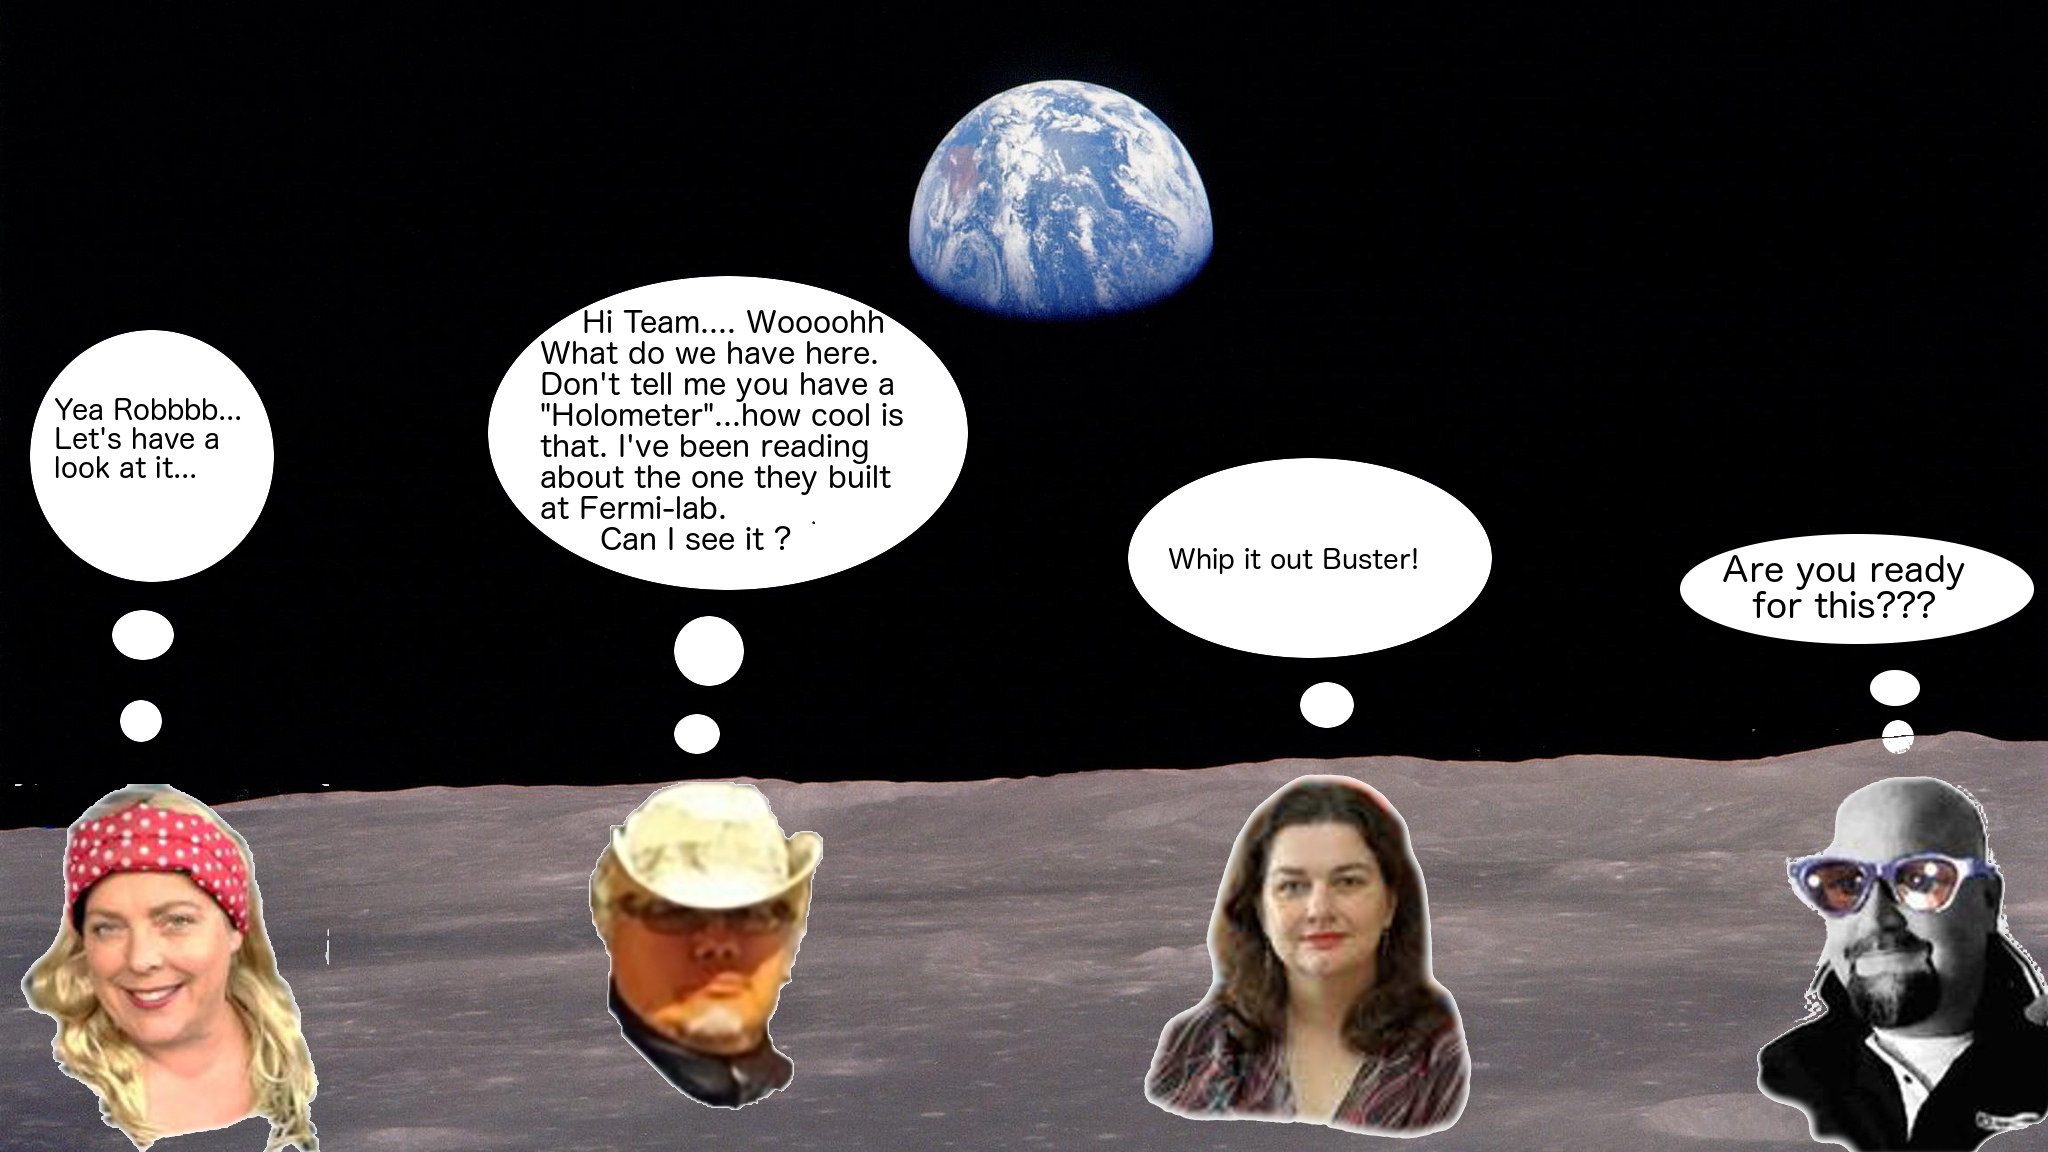 Yea Robbbb...
Let's have a
look at it...
Hi Team.... Woooohh
What do we have here.
Don't tell me you have a
"Holometer"...how cool is
that. I've been reading
about the one they built
at Fermi-lab.
Can I see it ?
Whip it out Buster!
Are you ready
for this???